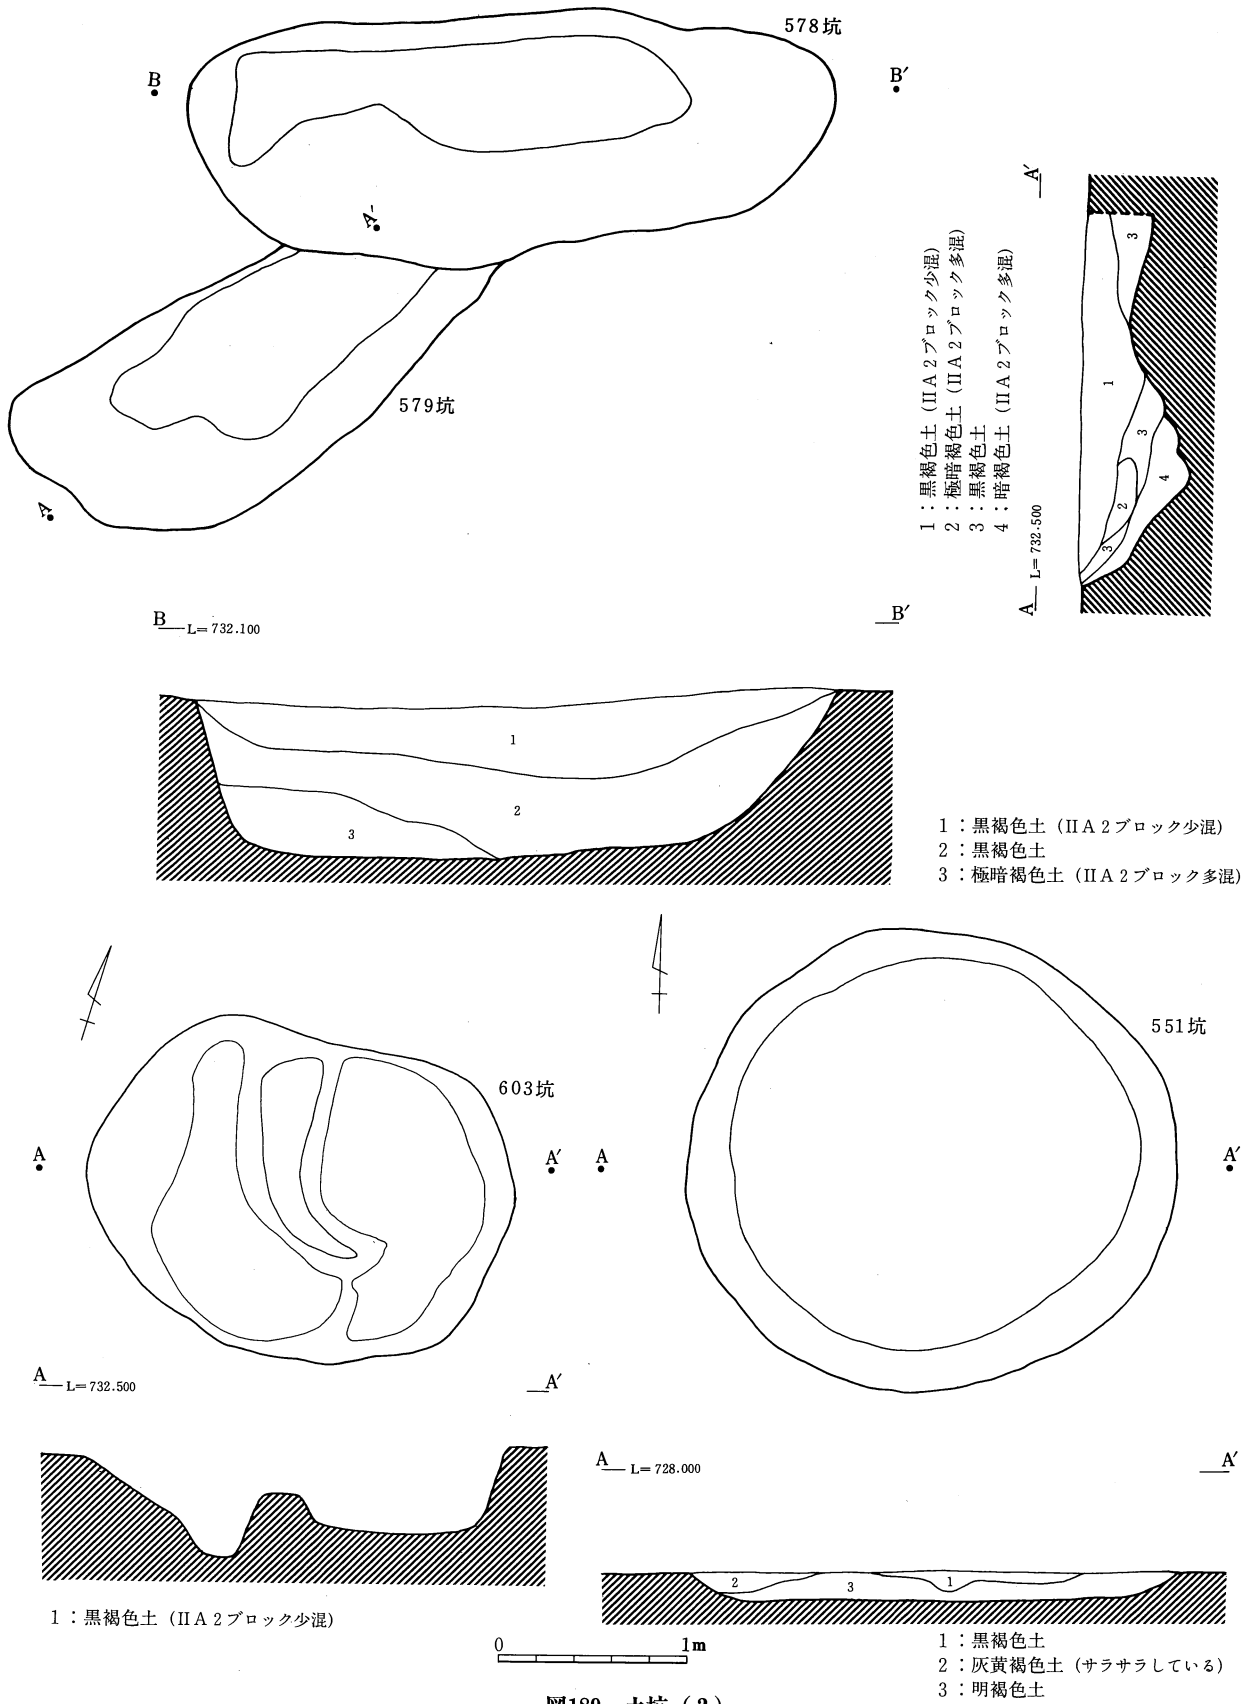 578坑
B
B′
A′
579坑
A
A′
3
1
3
4
2
3
1：黒褐色土（ⅡA2ブロック少混）
2：極暗褐色土（ⅡA2ブロック多混）
3：黒褐色土
4：暗褐色土（ⅡA2ブロック多混）
A L=732.500
B L=732.100
B′
1
2
3
1：黒褐色土（ⅡA2ブロック少混）
2：黒褐色土
3：極暗褐色土（ⅡA2ブロック多混）
603坑
A
A′
551坑
A
A′
A L=732.500
A′
A L=728.000
A′
2
3
1
1：黒褐色土（ⅡA2ブロック少混）
0 1m
1：黒褐色土
2：灰黄褐色土（サラサラしている）
3：明褐色土